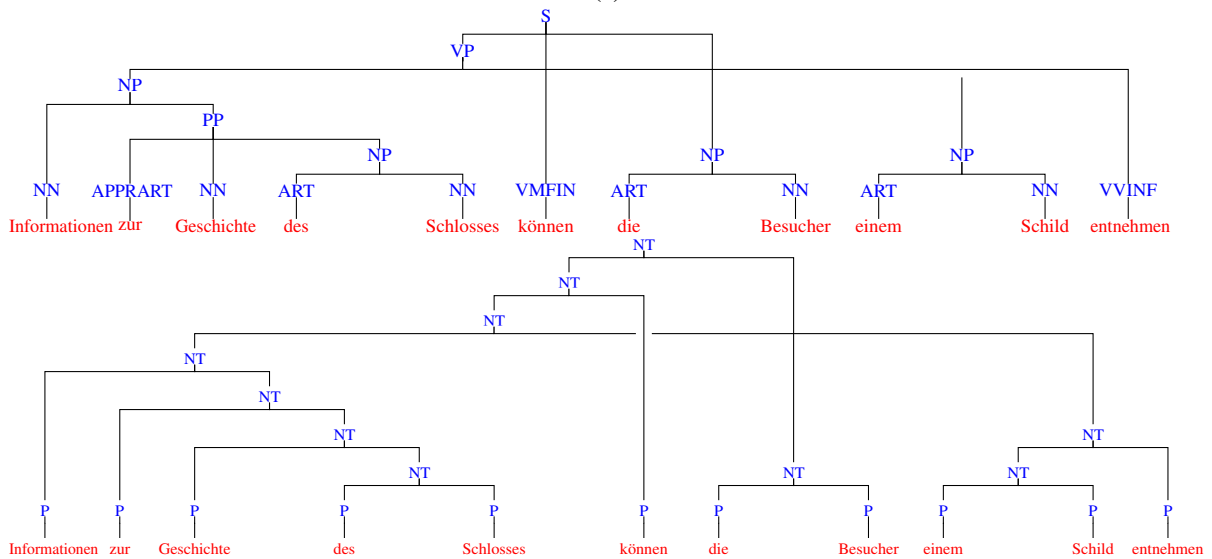 S
VP
NP
PP
NP NP NP
NN APPRART NN ART NN VMFIN ART NN ART NN VVINF
Informationen zur Geschichte des Schlosses können die Besucher einem Schild entnehmen
NT
NT
NT
NT
NT
NT NT
NT NT NT
P P P P P P P P P P P
Informationen zur Geschichte des Schlosses können die Besucher einem Schild entnehmen